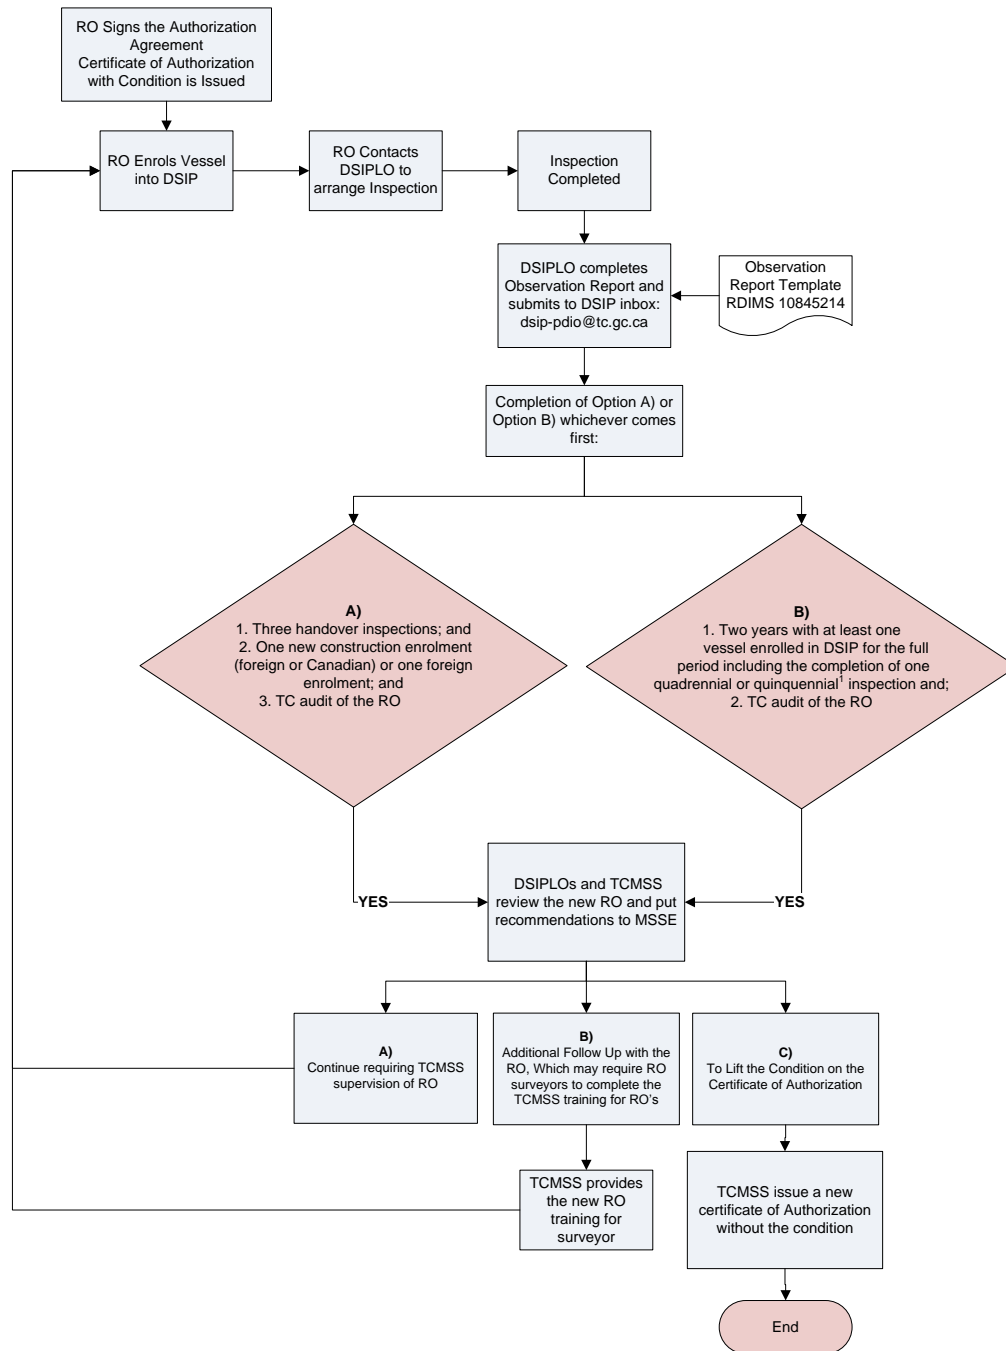 RO Signs the Authorization
Agreement
Certificate of Authorization
with Condition is Issued
RO Enrols Vessel
into DSIP
RO Contacts
DSIPLO to
arrange Inspection
Inspection
Completed
DSIPLO completes
Observation Report and
submits to DSIP inbox:
dsip-pdio@tc.gc.ca
Observation
Report Template
RDIMS 10845214
Completion of Option A) or
Option B) whichever comes
first:
A)
1. Three handover inspections; and
2. One new construction enrolment
(foreign or Canadian) or one foreign
enrolment; and
3. TC audit of the RO
B)
1. Two years with at least one
vessel enrolled in DSIP for the full
period including the completion of one
quadrennial or quinquennial¹ inspection and;
2. TC audit of the RO
YES
YES
DSIPLOs and TCMSS
review the new RO and put
recommendations to MSSE
A)
Continue requiring TCMSS
supervision of RO
B)
Additional Follow Up with the
RO, Which may require RO
surveyors to complete the
TCMSS training for RO's
C)
To Lift the Condition on the
Certificate of Authorization
TCMSS provides
the new RO
training for
surveyor
TCMSS issue a new
certificate of Authorization
without the condition
End